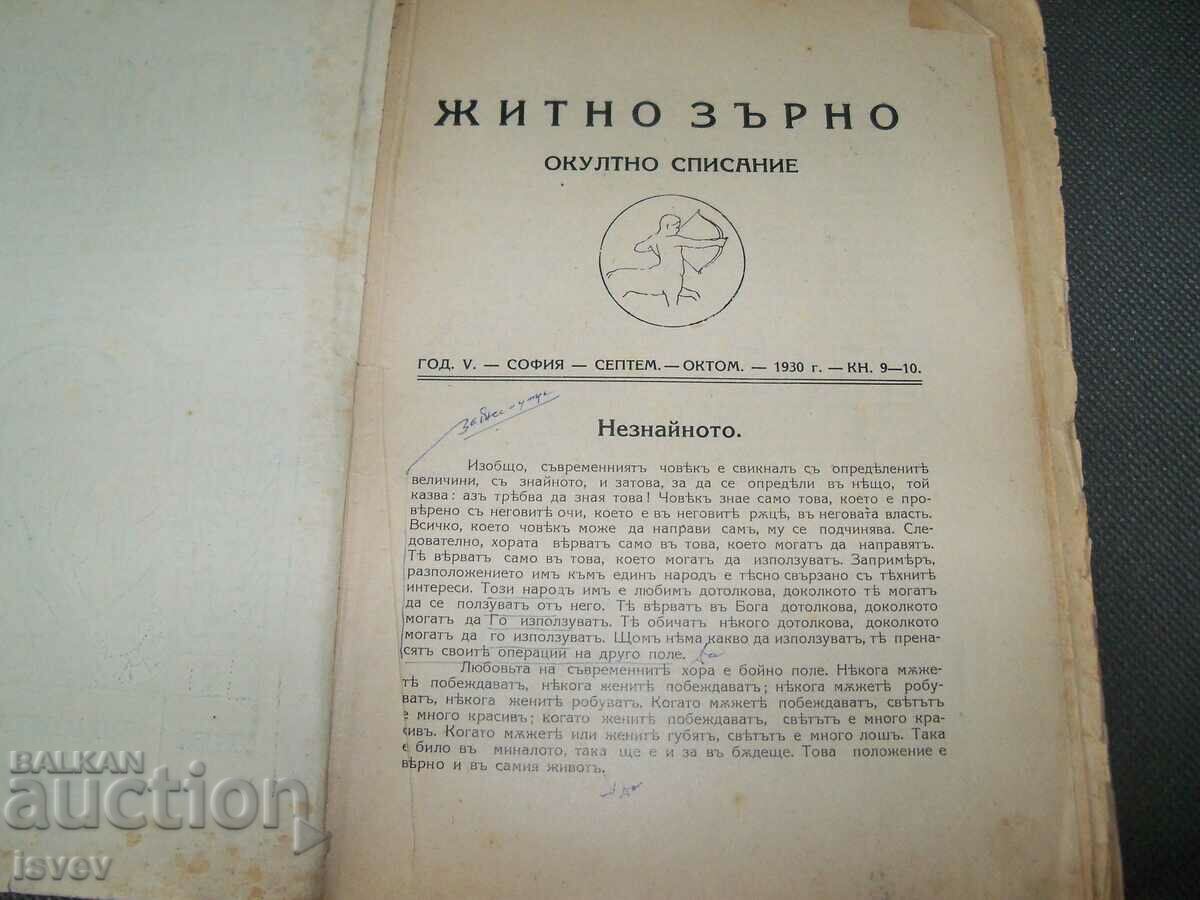 ЖИТНО ЗЪРНО
ОКУЛТНО СПИСАНИЕ
ГОД. V. — СОФИЯ — СЕПТЕМ. — ОКТОМ. — 1930 г. — КН. 9—10.
Незнайното.
Изобщо, съвременниятъ човѣкъ е свикналъ съ опредѣленитѣ
величини, съ знайното, и затова, за да се опредѣли въ нѣщо, той
казва: азъ трѣбва да зная това! Човѣкъ знае само това, което е про-
вѣрено съ неговитѣ очи, което е въ неговитѣ рѫцѣ, въ неговата власть.
Всичко, което човѣкъ може да направи самъ, му се подчинява. Сле-
дователно, хората вѣрватъ само въ това, което могатъ да направятъ.
Тѣ вѣрватъ само въ това, което могатъ да използуватъ. Запримѣръ,
разположението имъ къмъ единъ народъ е тѣсно свързано съ тѣхнитѣ
интереси. Този народъ имъ е любимъ дотолкова, доколкото тѣ могатъ
да се ползуватъ отъ него. Тѣ вѣрватъ въ Бога дотолкова, доколкото
могатъ да Го използуватъ. Тѣ обичатъ нѣкого дотолкова, доколкото
могатъ да го използуватъ. Щомъ нѣма какво да използуватъ, тѣ прена-
сятъ своитѣ операции на друго поле.
Любовьта на съвременнитѣ хора е бойно поле. Нѣкога мѫжетѣ
тѣ побеждаватъ, нѣкога женитѣ побеждаватъ; нѣкога мѫжетѣ робу-
ватъ, нѣкога женитѣ робуватъ. Когато мѫжетѣ побеждаватъ, свѣтътъ
е много красивъ; когато женитѣ побеждаватъ, свѣтътъ е много кра-
сивъ. Когато мѫжетѣ или женитѣ губятъ, свѣтътъ е много лошъ. Така
е било въ миналото, така ще е и за въ бѫдеще. Това положение е
вѣрно и въ самия животъ.
BALKAN
auction
isvev